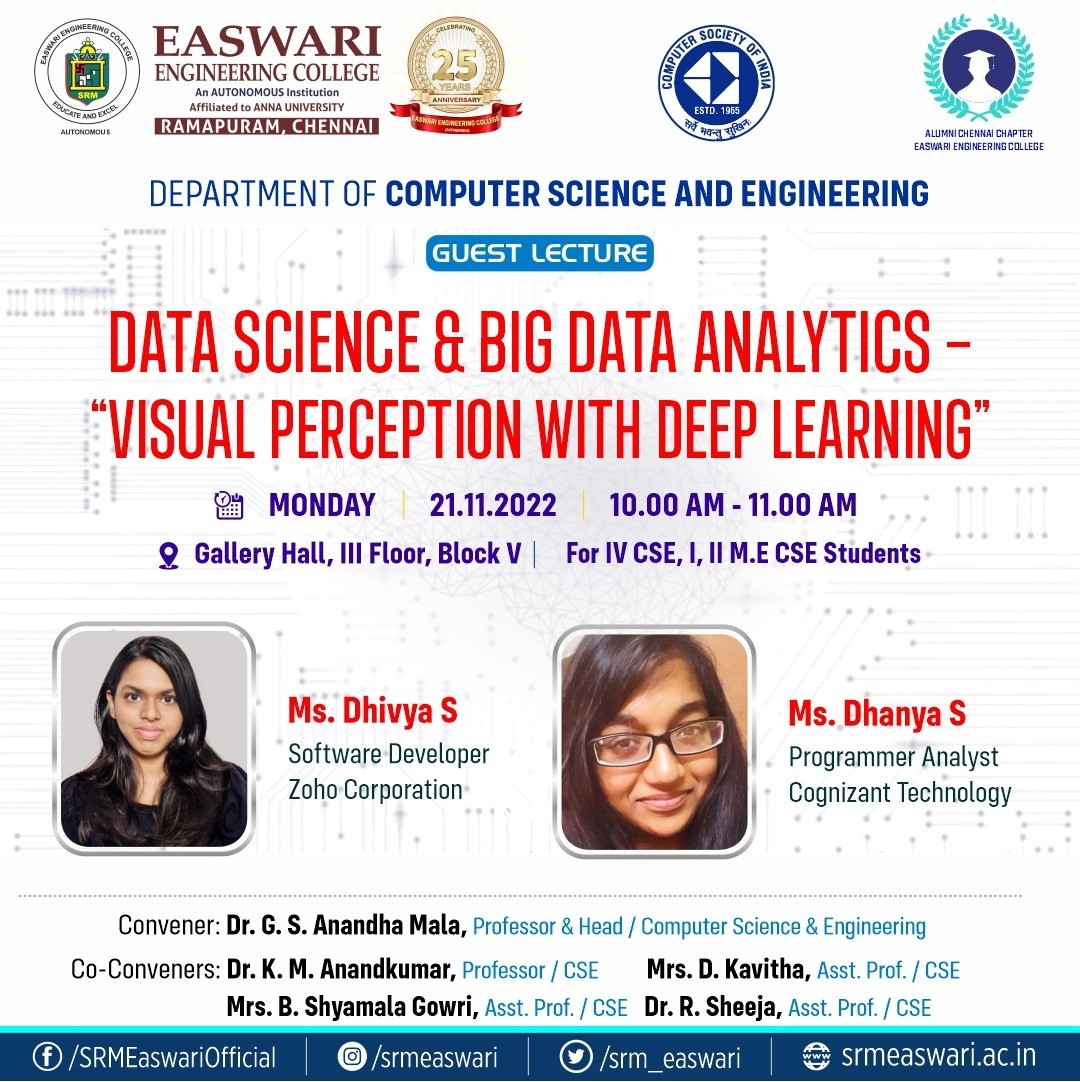 EASWARI ENGINEERING COLLEGE
SRM
EDUCATE AND EXCEL
AUTONOMOUS
EASWARI
ENGINEERING COLLEGE
An AUTONOMOUS Institution
Affiliated to ANNA UNIVERSITY
RAMAPURAM, CHENNAI
CELEBRATING
25
YEARS
ANNIVERSARY
EASWARI ENGINEERING COLLEGE
(AUTONOMOUS)
COMPUTER SOCIETY OF INDIA
ESTD. 1965
सर्वे भवन्तु सुखिनः
ALUMNI CHENNAI CHAPTER
EASWARI ENGINEERING COLLEGE
DEPARTMENT OF COMPUTER SCIENCE AND ENGINEERING
GUEST LECTURE
DATA SCIENCE & BIG DATA ANALYTICS –
“VISUAL PERCEPTION WITH DEEP LEARNING”
MONDAY | 21.11.2022 | 10.00 AM - 11.00 AM
Gallery Hall, III Floor, Block V | For IV CSE, I, II M.E CSE Students
Ms. Dhivya S
Software Developer
Zoho Corporation
Ms. Dhanya S
Programmer Analyst
Cognizant Technology
Convener: Dr. G. S. Anandha Mala, Professor & Head / Computer Science & Engineering
Co-Conveners: Dr. K. M. Anandkumar, Professor / CSE Mrs. D. Kavitha, Asst. Prof. / CSE
Mrs. B. Shyamala Gowri, Asst. Prof. / CSE Dr. R. Sheeja, Asst. Prof. / CSE
/SRMEaswariOfficial | /srmeaswari | /srm_easwari | srmeaswari.ac.in